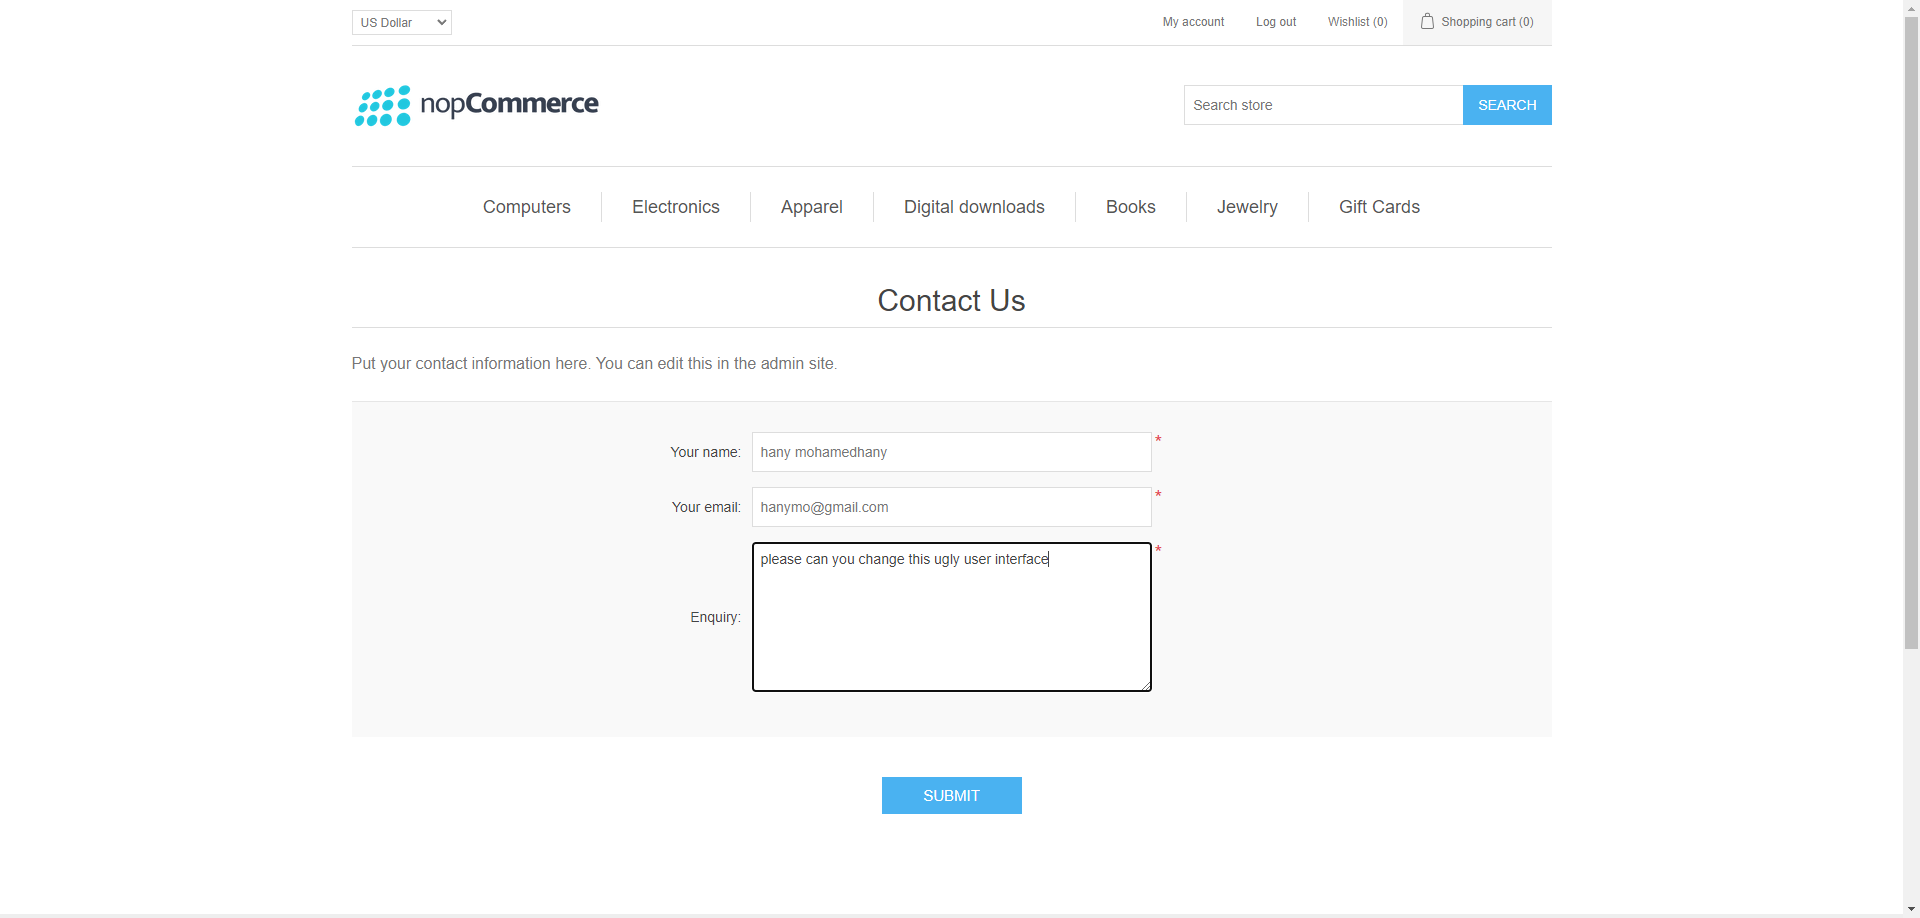 US Dollar
My account
Log out
Wishlist (0)
Shopping cart (0)
nopCommerce
Search store
SEARCH
Computers
Electronics
Apparel
Digital downloads
Books
Jewelry
Gift Cards
Contact Us
Put your contact information here. You can edit this in the admin site.
Your name:
hany mohamedhany
*
Your email:
hanymo@gmail.com
*
Enquiry:
please can you change this ugly user interface
*
SUBMIT